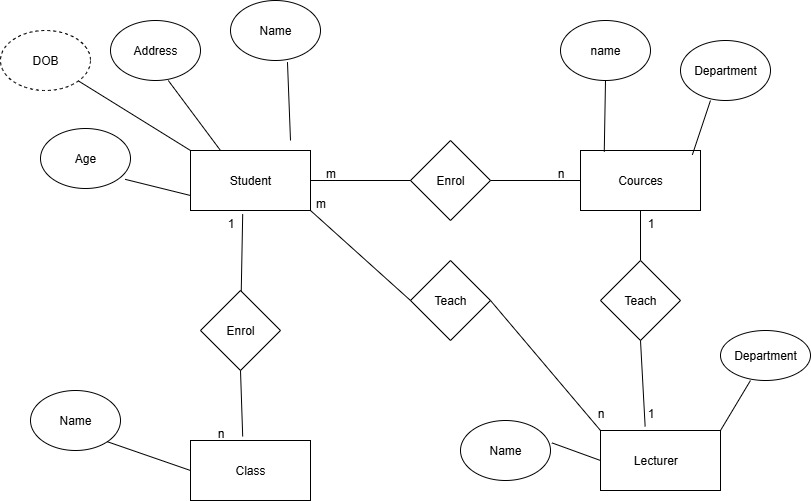 Name
DOB
Address
name
Department
Age
Student
m
Enrol
n
Cources
m
1
1
Teach
Teach
Enrol
Department
n
1
Name
n
Name
Class
Lecturer